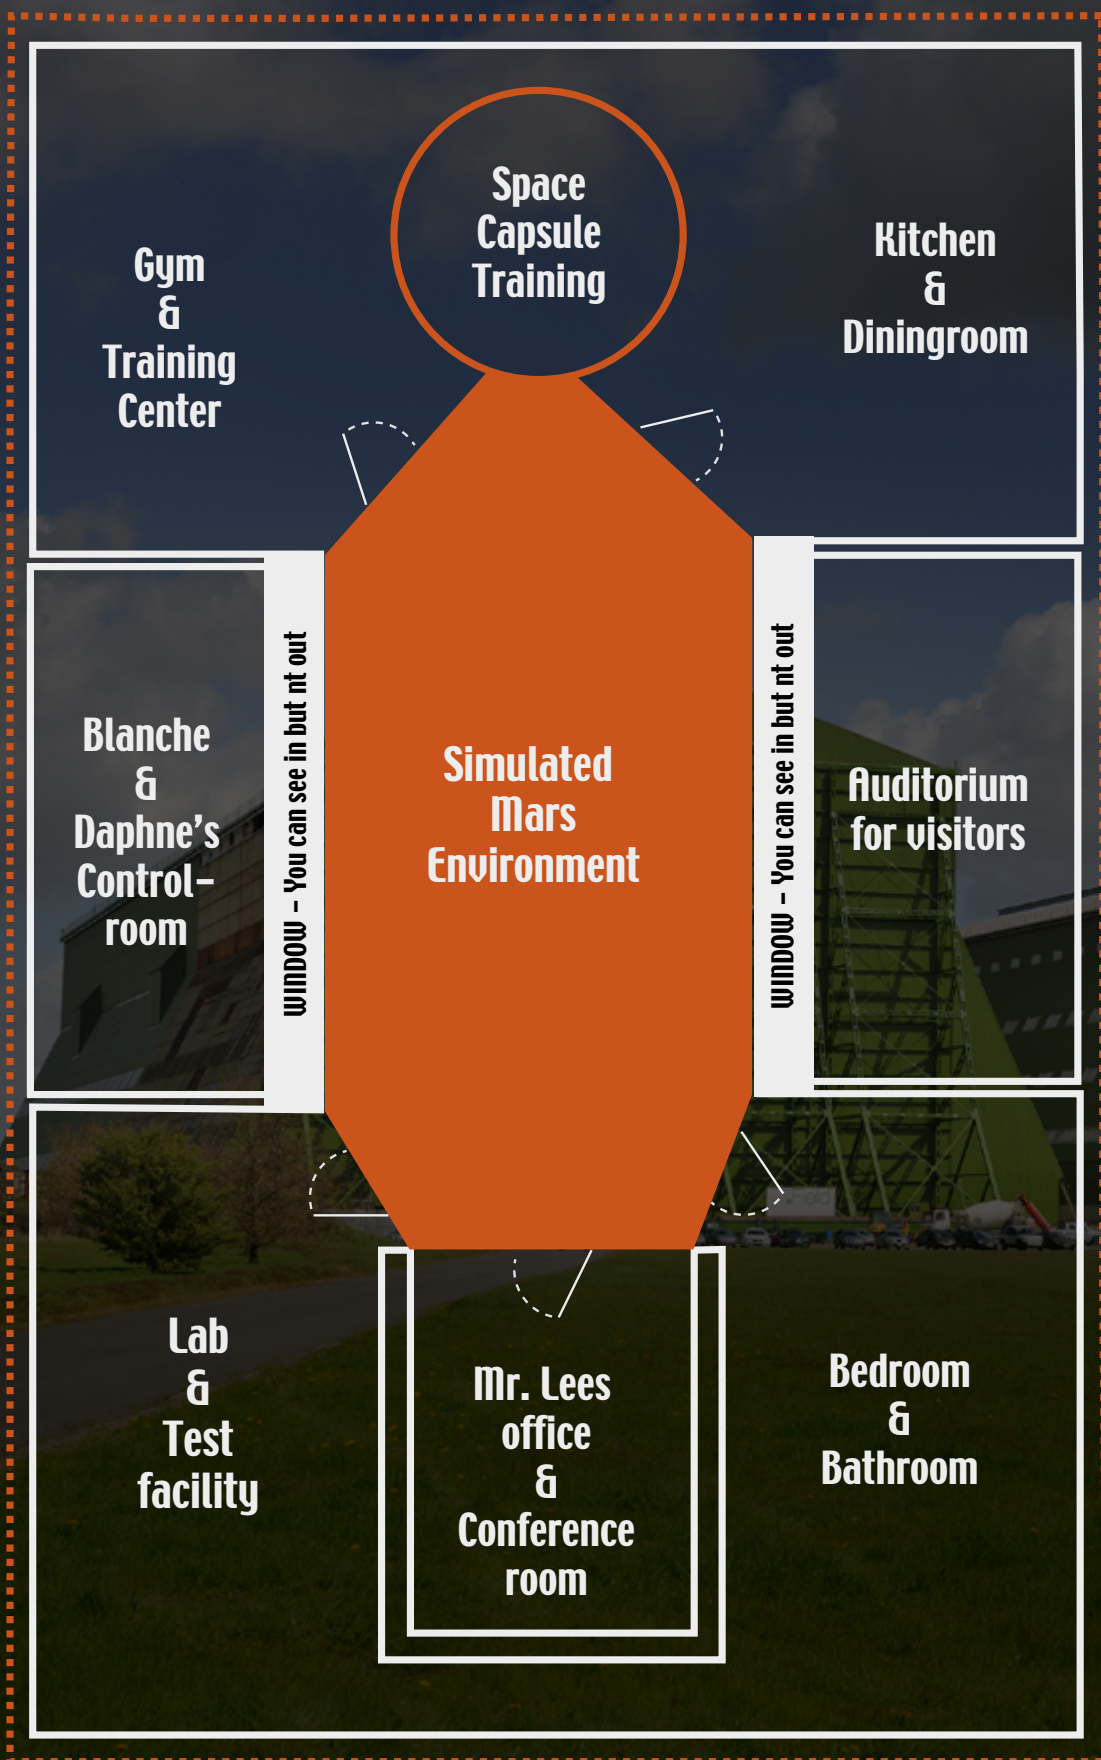 Space
Capsule
Training
Gym
&
Training
Center
Kitchen
&
Diningroom
WINDOW - You can see in but nt out
WINDOW - You can see in but nt out
Blanche
&
Daphne's
Control-
room
Simulated
Mars
Environment
Auditorium
for visitors
Lab
&
Test
facility
Mr. Lees
office
&
Conference
room
Bedroom
&
Bathroom